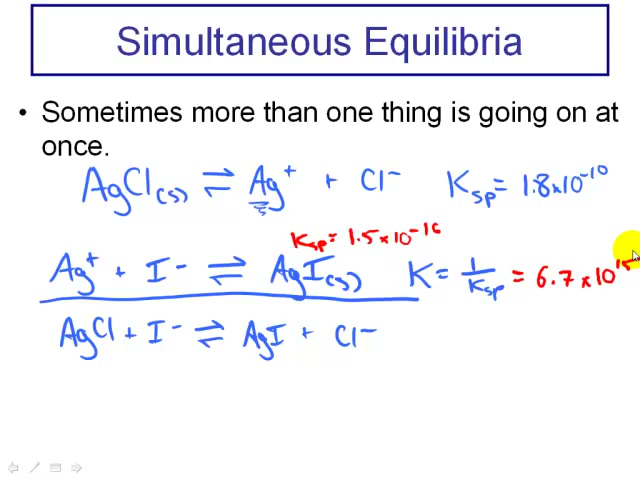 Simultaneous Equilibria
• Sometimes more than one thing is going on at
once.
AgCl(s) ⇌ Ag⁺ + Cl⁻ Ksp = 1.8×10⁻¹⁰
Ksp = 1.5×10⁻¹⁶
Ag⁺ + I⁻ ⇌ AgI(s) K = 1/Ksp = 6.7×10¹⁵
AgCl + I⁻ ⇌ AgI + Cl⁻